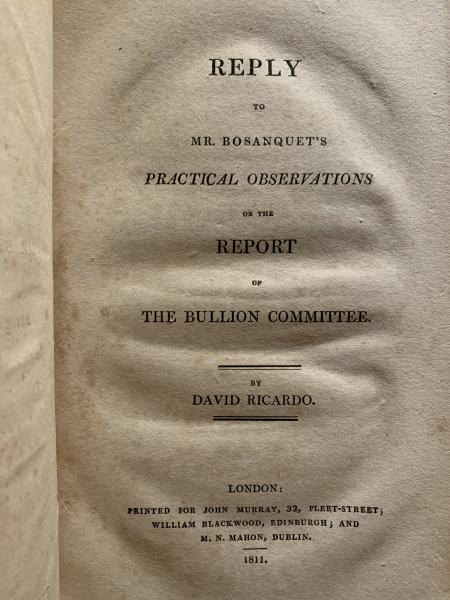 REPLY
TO
MR. BOSANQUET'S
PRACTICAL OBSERVATIONS
ON THE
REPORT
OF
THE BULLION COMMITTEE.
BY
DAVID RICARDO.
LONDON:
PRINTED FOR JOHN MURRAY, 32, FLEET-STREET;
WILLIAM BLACKWOOD, EDINBURGH; AND
M. N. MAHON, DUBLIN.
1811.